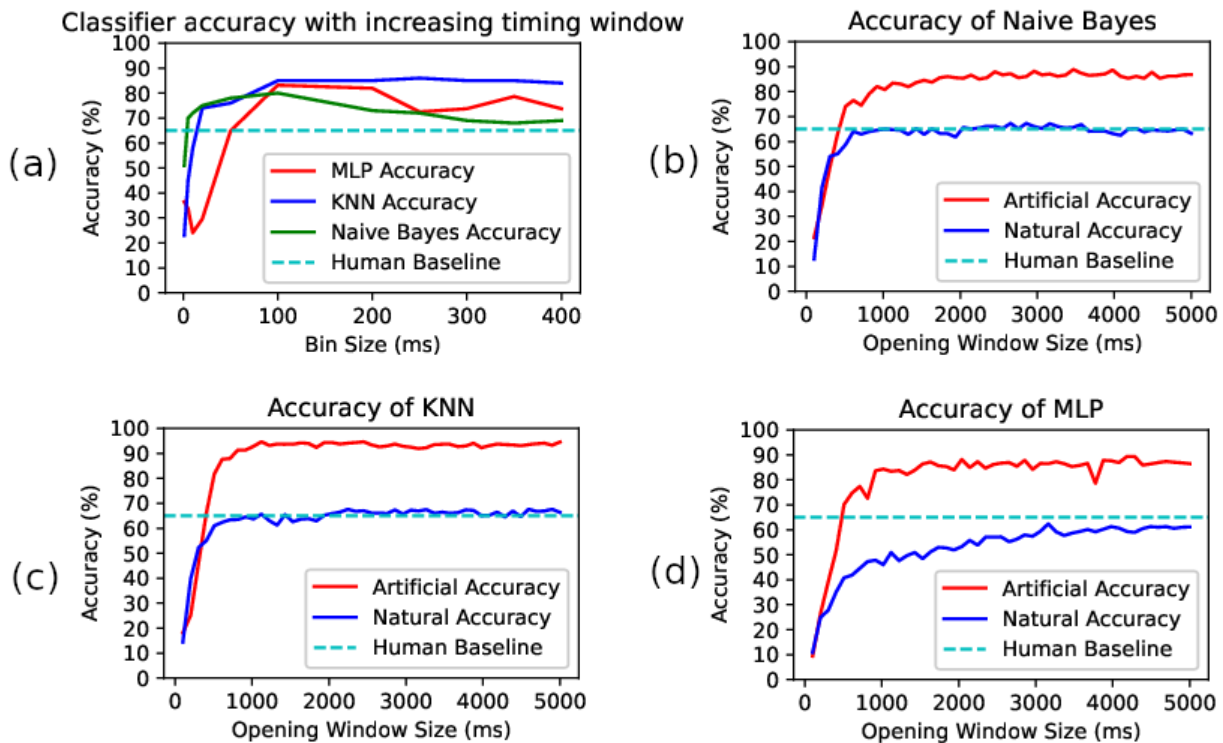 Classifier accuracy with increasing timing window
100
90
80
70
60
50
40
30
20
10
0
Accuracy (%)
(a)
MLP Accuracy
KNN Accuracy
Naive Bayes Accuracy
Human Baseline
0 100 200 300 400
Bin Size (ms)
Accuracy of Naive Bayes
100
90
80
70
60
50
40
30
20
10
0
Accuracy (%)
(b)
Artificial Accuracy
Natural Accuracy
Human Baseline
0 1000 2000 3000 4000 5000
Opening Window Size (ms)
Accuracy of KNN
100
90
80
70
60
50
40
30
20
10
0
Accuracy (%)
(c)
Artificial Accuracy
Natural Accuracy
Human Baseline
0 1000 2000 3000 4000 5000
Opening Window Size (ms)
Accuracy of MLP
100
90
80
70
60
50
40
30
20
10
0
Accuracy (%)
(d)
Artificial Accuracy
Natural Accuracy
Human Baseline
0 1000 2000 3000 4000 5000
Opening Window Size (ms)